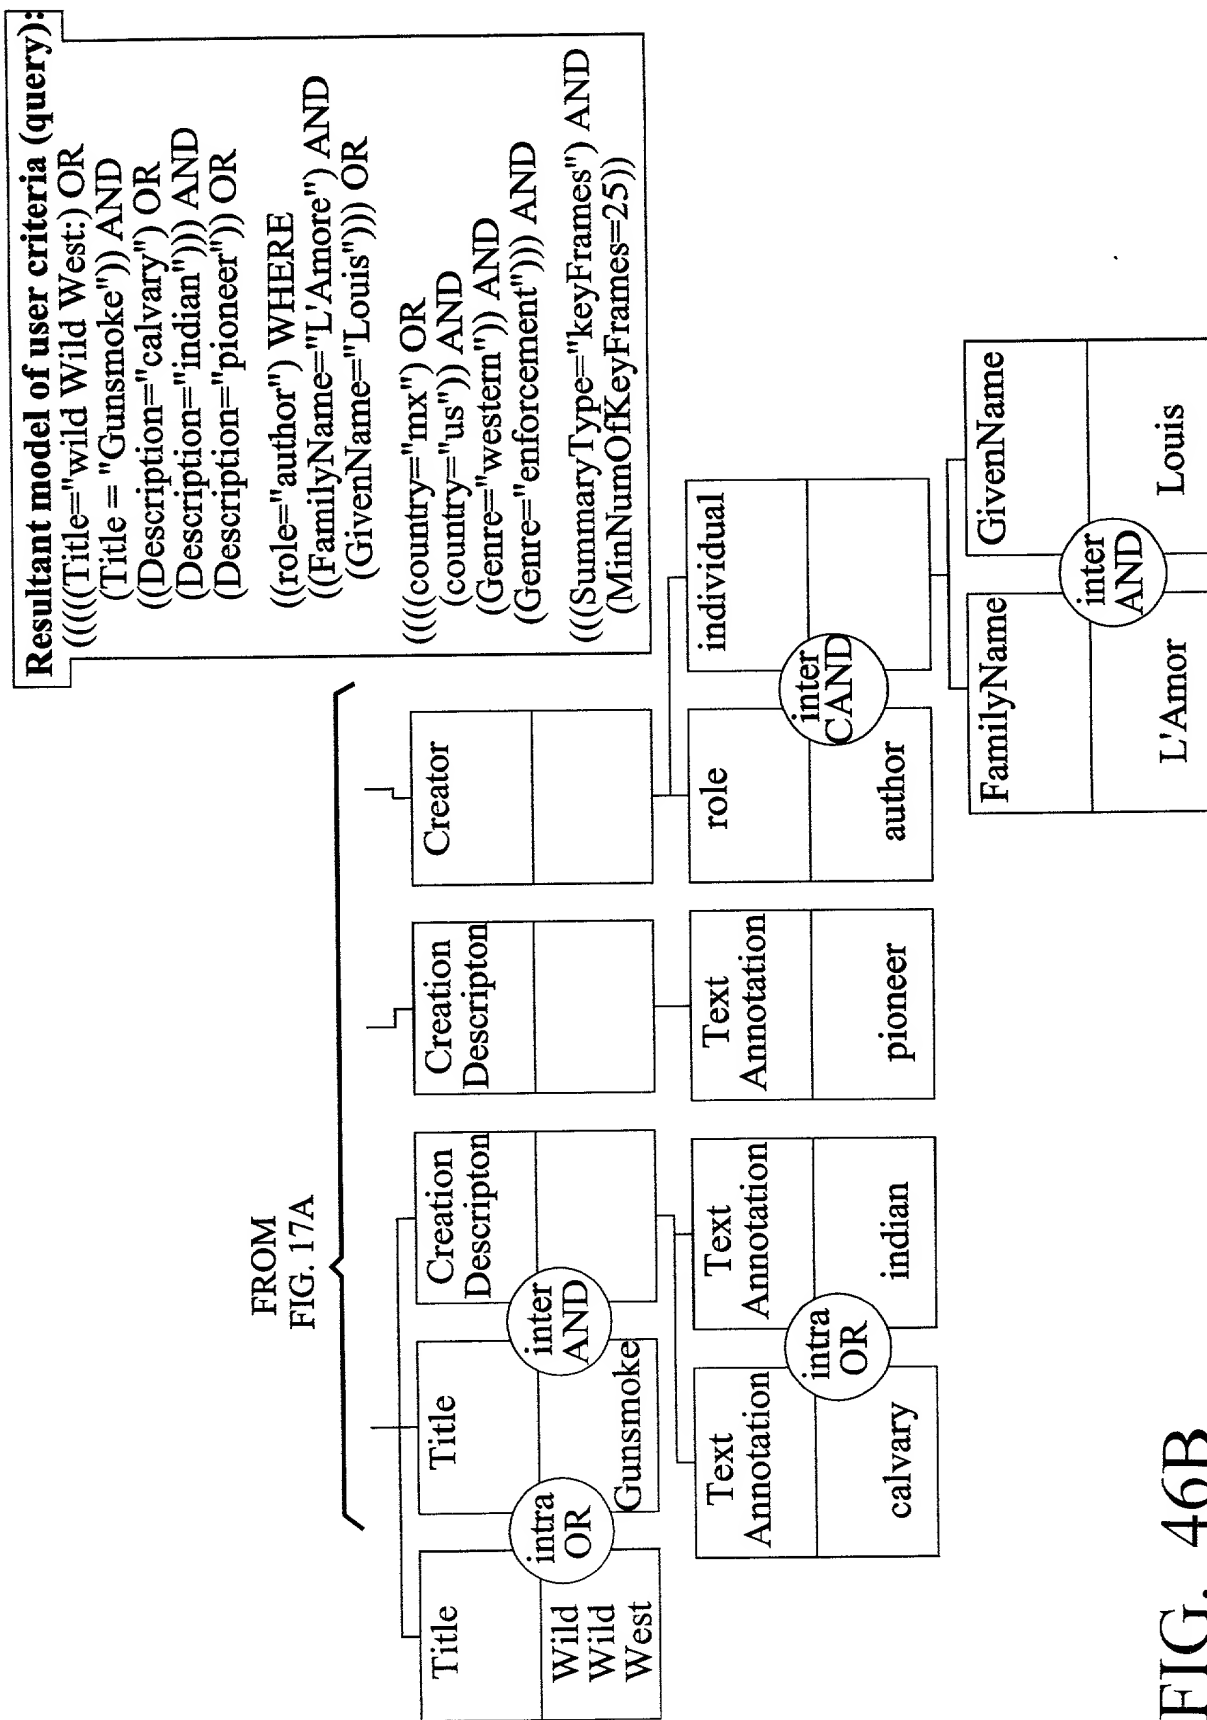 Resultant model of user criteria (query):
(((((Title="wild Wild West:) OR
(Title = "Gunsmoke")) AND
((Description="calvary") OR
(Description="indian"))) AND
(Description="pioneer")) OR
((role="author") WHERE
((FamilyName="L'Amore") AND
(GivenName="Louis"))) OR
(((((country="mx") OR
(country="us")) AND
(Genre="western")) AND
(Genre="enforcement"))) AND
(((SummaryType="keyFrames") AND
(MinNumOfKeyFrames=25))
FROM
FIG. 17A
Title
Wild
Wild
West
intra
OR
Title
Gunsmoke
inter
AND
Creation
Descripton
Creation
Descripton
Creator
Text
Annotation
calvary
intra
OR
Text
Annotation
indian
Text
Annotation
pioneer
role
author
inter
CAND
individual
FamilyName
L'Amor
inter
AND
GivenName
Louis
FIG. 46B